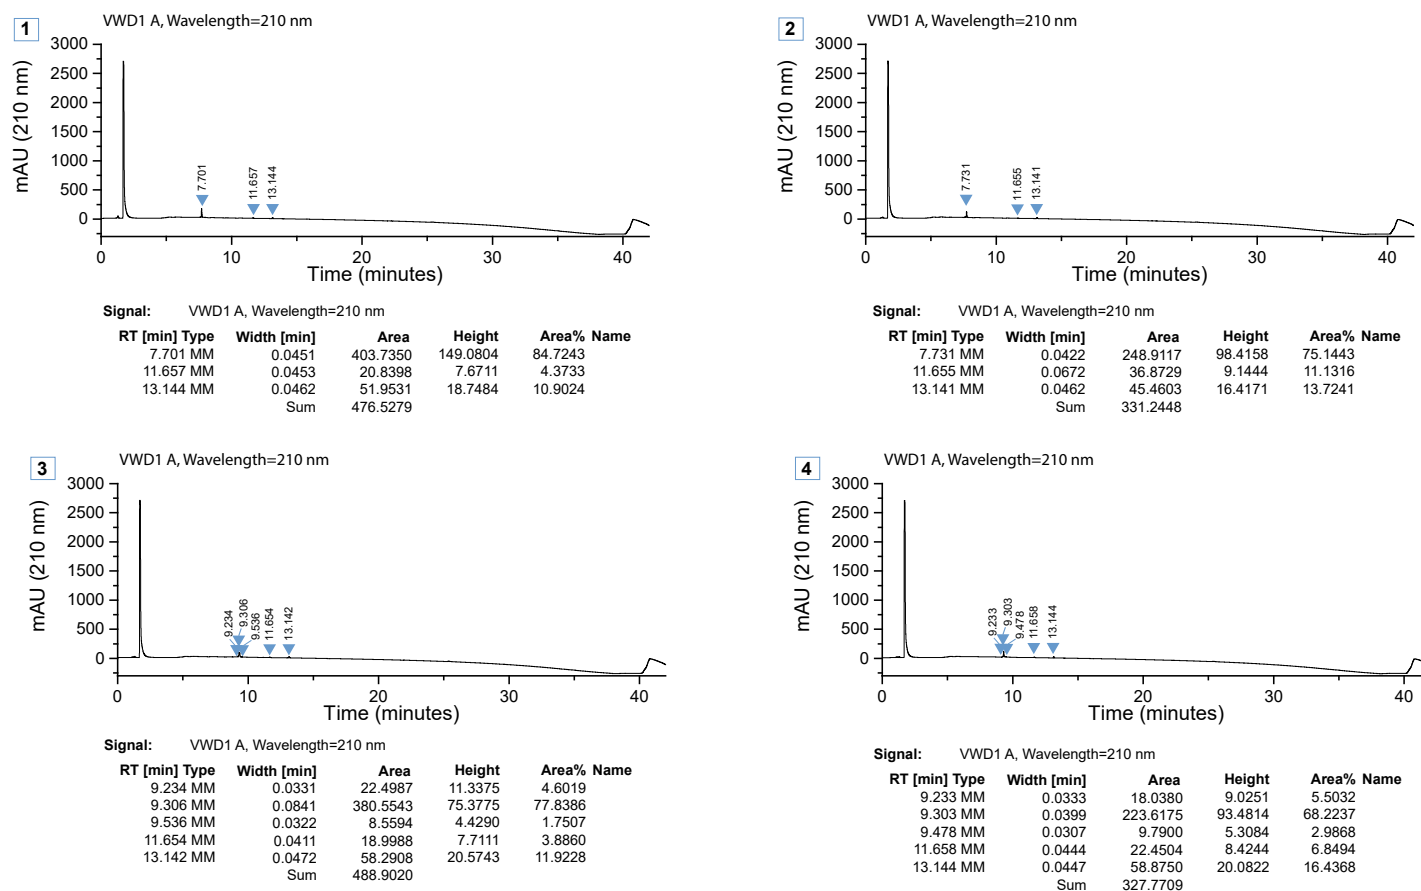 1
VWD1 A, Wavelength=210 nm
3000
2500
2000
1500
1000
500
0
mAU (210 nm)
7.701
11.657
13.144
0 10 20 30 40
Time (minutes)
Signal: VWD1 A, Wavelength=210 nm
RT [min] Type Width [min] Area Height Area% Name
7.701 MM 0.0451 403.7350 149.0804 84.7243
11.657 MM 0.0453 20.8398 7.6711 4.3733
13.144 MM 0.0462 51.9531 18.7484 10.9024
Sum 476.5279
2
VWD1 A, Wavelength=210 nm
3000
2500
2000
1500
1000
500
0
mAU (210 nm)
7.731
11.655
13.141
0 10 20 30 40
Time (minutes)
Signal: VWD1 A, Wavelength=210 nm
RT [min] Type Width [min] Area Height Area% Name
7.731 MM 0.0422 248.9117 98.4158 75.1443
11.655 MM 0.0672 36.8729 9.1444 11.1316
13.141 MM 0.0462 45.4603 16.4171 13.7241
Sum 331.2448
3
VWD1 A, Wavelength=210 nm
3000
2500
2000
1500
1000
500
0
mAU (210 nm)
9.234
9.306
9.536
11.654
13.142
0 10 20 30 40
Time (minutes)
Signal: VWD1 A, Wavelength=210 nm
RT [min] Type Width [min] Area Height Area% Name
9.234 MM 0.0331 22.4987 11.3375 4.6019
9.306 MM 0.0841 380.5543 75.3775 77.8386
9.536 MM 0.0322 8.5594 4.4290 1.7507
11.654 MM 0.0411 18.9988 7.7111 3.8860
13.142 MM 0.0472 58.2908 20.5743 11.9228
Sum 488.9020
4
VWD1 A, Wavelength=210 nm
3000
2500
2000
1500
1000
500
0
mAU (210 nm)
9.233
9.303
9.478
11.658
13.144
0 10 20 30 40
Time (minutes)
Signal: VWD1 A, Wavelength=210 nm
RT [min] Type Width [min] Area Height Area% Name
9.233 MM 0.0333 18.0380 9.0251 5.5032
9.303 MM 0.0399 223.6175 93.4814 68.2237
9.478 MM 0.0307 9.7900 5.3084 2.9868
11.658 MM 0.0444 22.4504 8.4244 6.8494
13.144 MM 0.0447 58.8750 20.0822 16.4368
Sum 327.7709